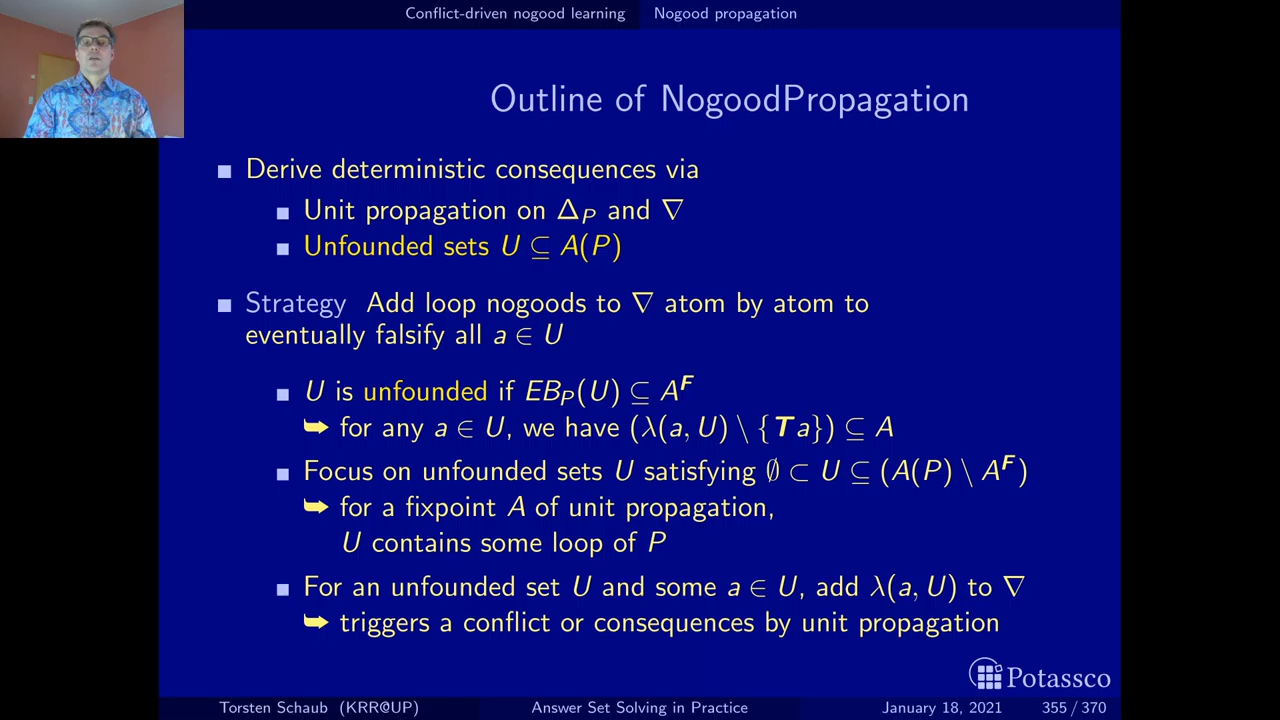 Conflict-driven nogood learning Nogood propagation
Outline of NogoodPropagation
■ Derive deterministic consequences via
■ Unit propagation on Δ_P and ∇
■ Unfounded sets U ⊆ A(P)
■ Strategy Add loop nogoods to ∇ atom by atom to
eventually falsify all a ∈ U
■ U is unfounded if EB_P(U) ⊆ A^F
➥ for any a ∈ U, we have (λ(a, U) \ {Ta}) ⊆ A
■ Focus on unfounded sets U satisfying ∅ ⊂ U ⊆ (A(P) \ A^F)
➥ for a fixpoint A of unit propagation,
U contains some loop of P
■ For an unfounded set U and some a ∈ U, add λ(a, U) to ∇
➥ triggers a conflict or consequences by unit propagation
Potassco
Torsten Schaub (KRR@UP) Answer Set Solving in Practice January 18, 2021 355 / 370